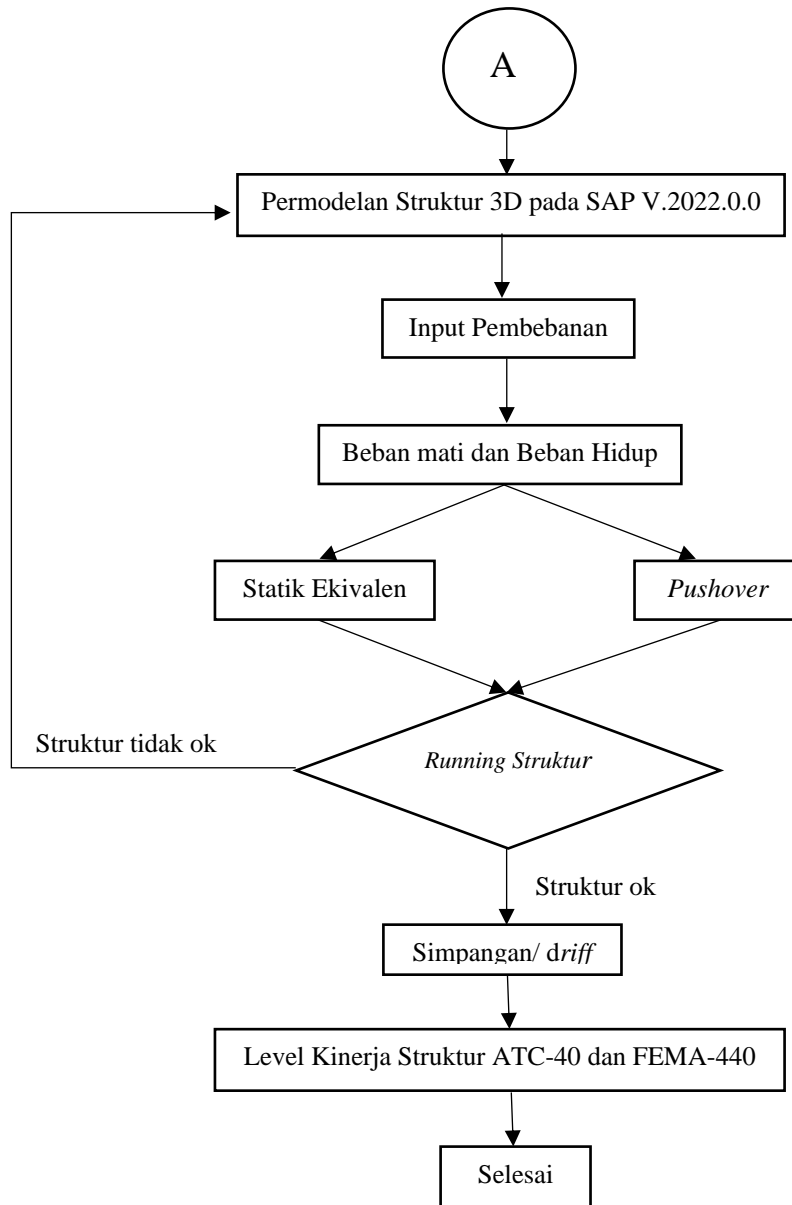 A
Permodelan Struktur 3D pada SAP V.2022.0.0
Input Pembebanan
Beban mati dan Beban Hidup
Statik Ekivalen
Pushover
Struktur tidak ok
Running Struktur
Struktur ok
Simpangan/ driff
Level Kinerja Struktur ATC-40 dan FEMA-440
Selesai